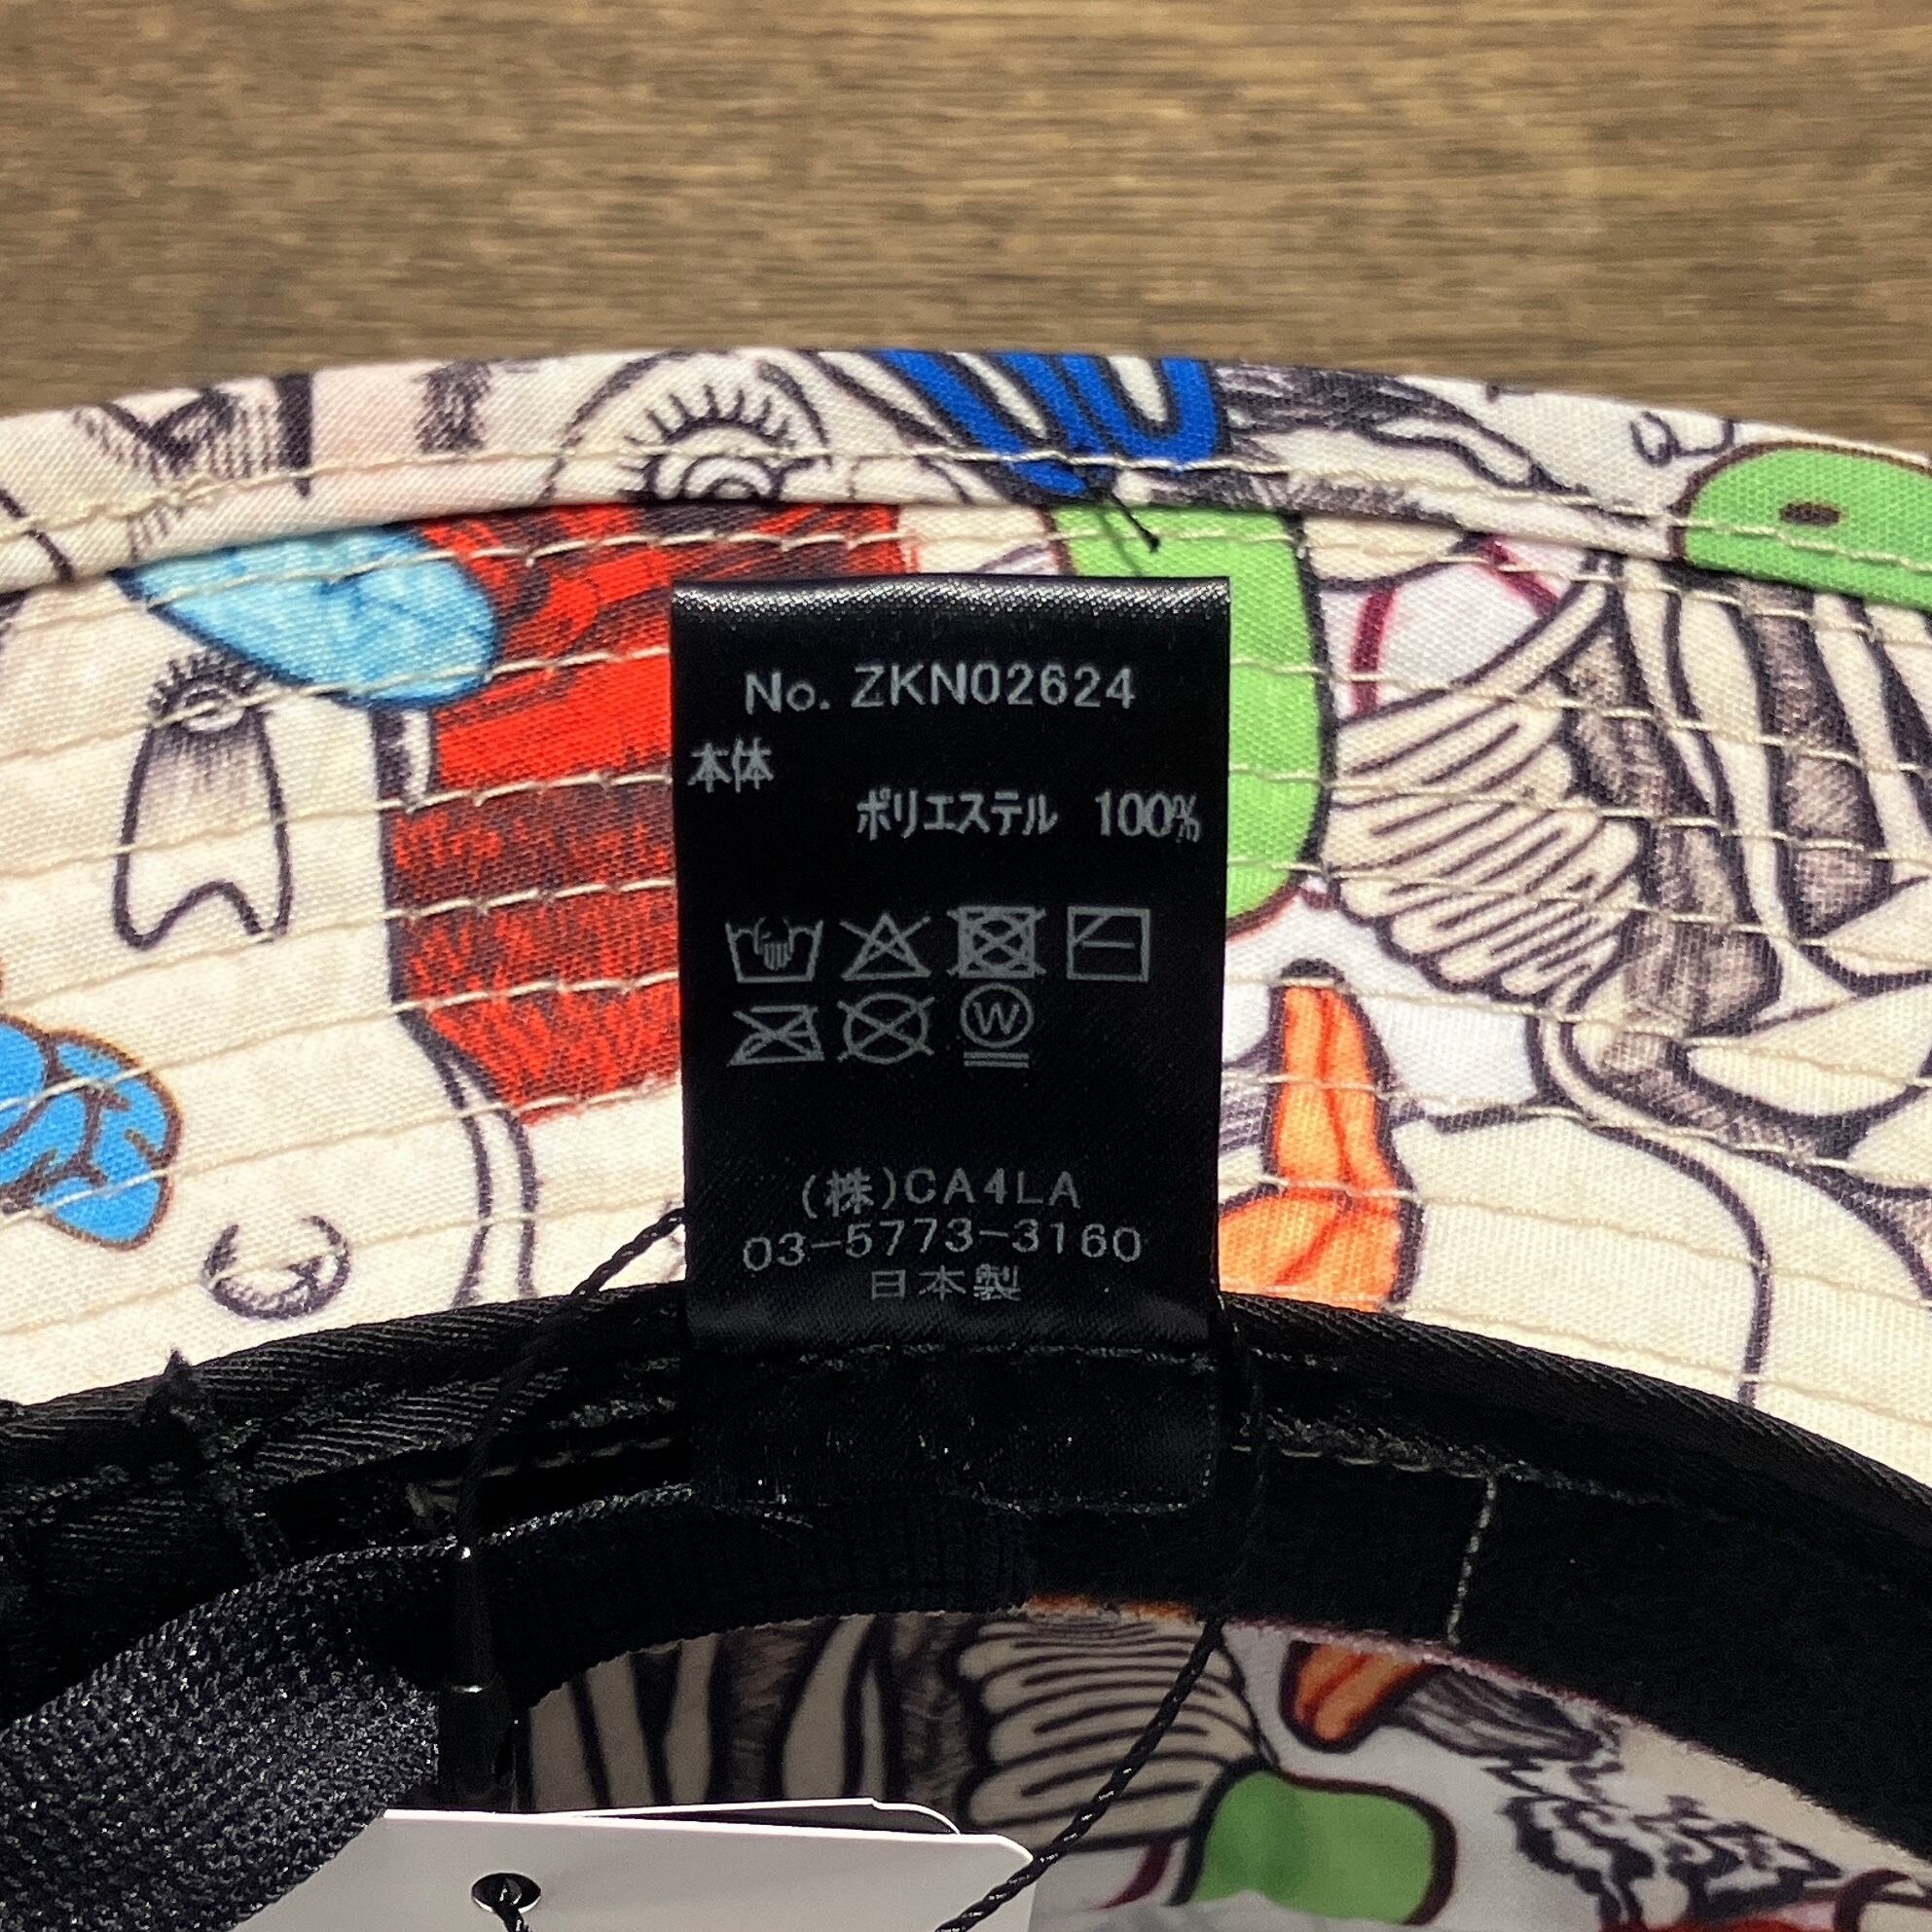 No. ZKN02624
本体
ポリエステル 100%
W
(株)CA4LA
03-5773-3160
日本製